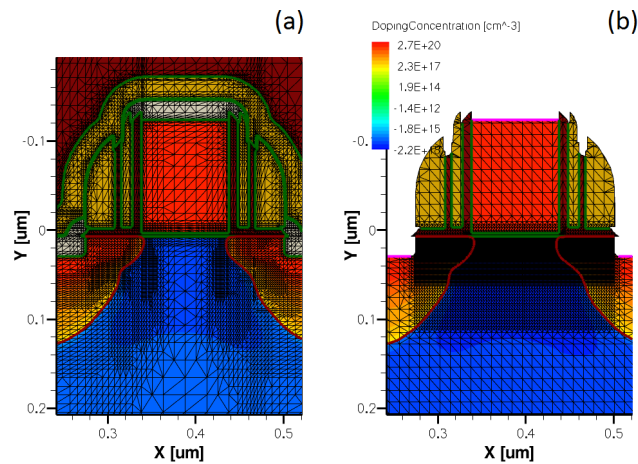 (a)
(b)
DopingConcentration [cm^-3]
2.7E+20
2.3E+17
1.9E+14
-1.4E+12
-1.8E+15
-2.2E+18
-0.1
0
0.1
0.2
Y [um]
0.3
0.4
0.5
X [um]
-0.1
0
0.1
0.2
Y [um]
0.3
0.4
0.5
X [um]